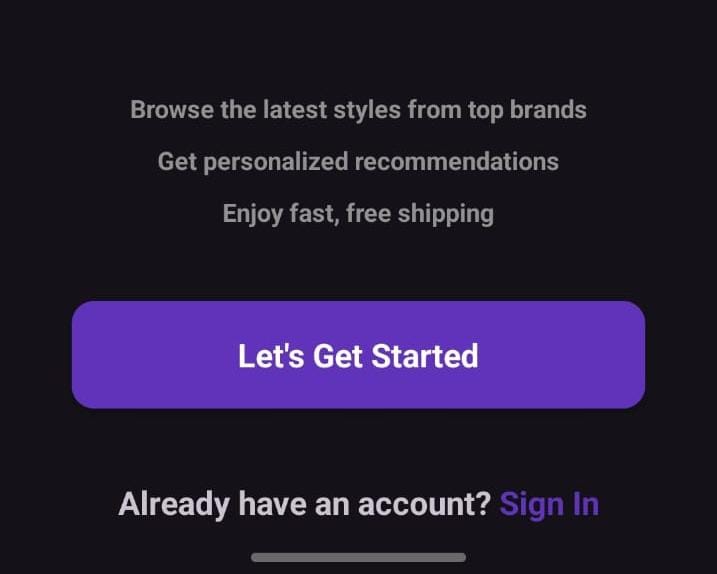 Browse the latest styles from top brands
Get personalized recommendations
Enjoy fast, free shipping
Let's Get Started
Already have an account? Sign In